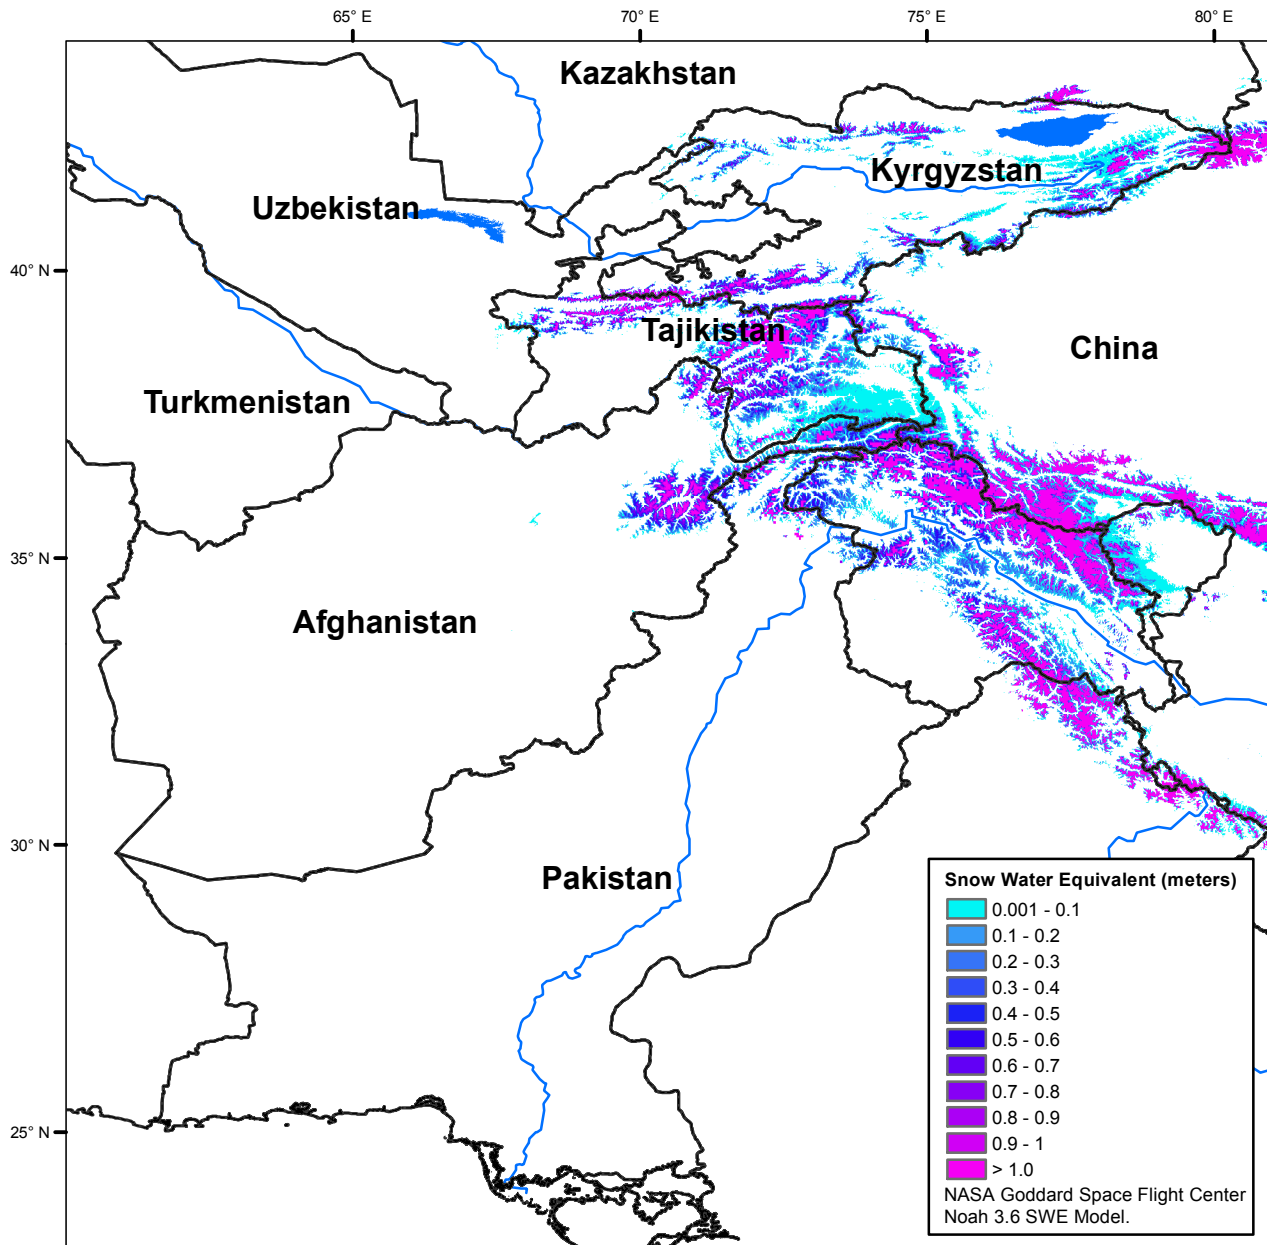 65° E 70° E 75° E 80° E
Kazakhstan
Kyrgyzstan
Uzbekistan
40° N
Tajikistan
China
Turkmenistan
35° N
Afghanistan
30° N
Pakistan
Snow Water Equivalent (meters)
0.001 - 0.1
0.1 - 0.2
0.2 - 0.3
0.3 - 0.4
0.4 - 0.5
0.5 - 0.6
0.6 - 0.7
0.7 - 0.8
0.8 - 0.9
0.9 - 1
> 1.0
25° N
NASA Goddard Space Flight Center
Noah 3.6 SWE Model.